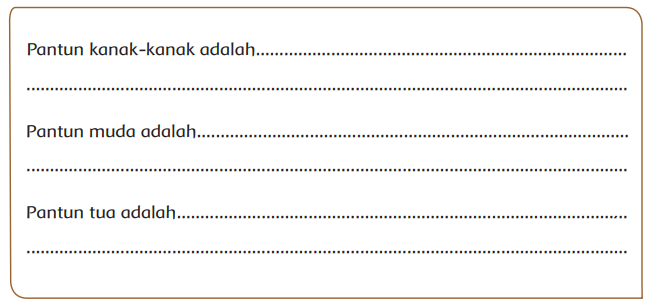 Pantun kanak-kanak adalah......................................................................................
..........................................................................................................................................
Pantun muda adalah....................................................................................................
..........................................................................................................................................
Pantun tua adalah........................................................................................................
..........................................................................................................................................